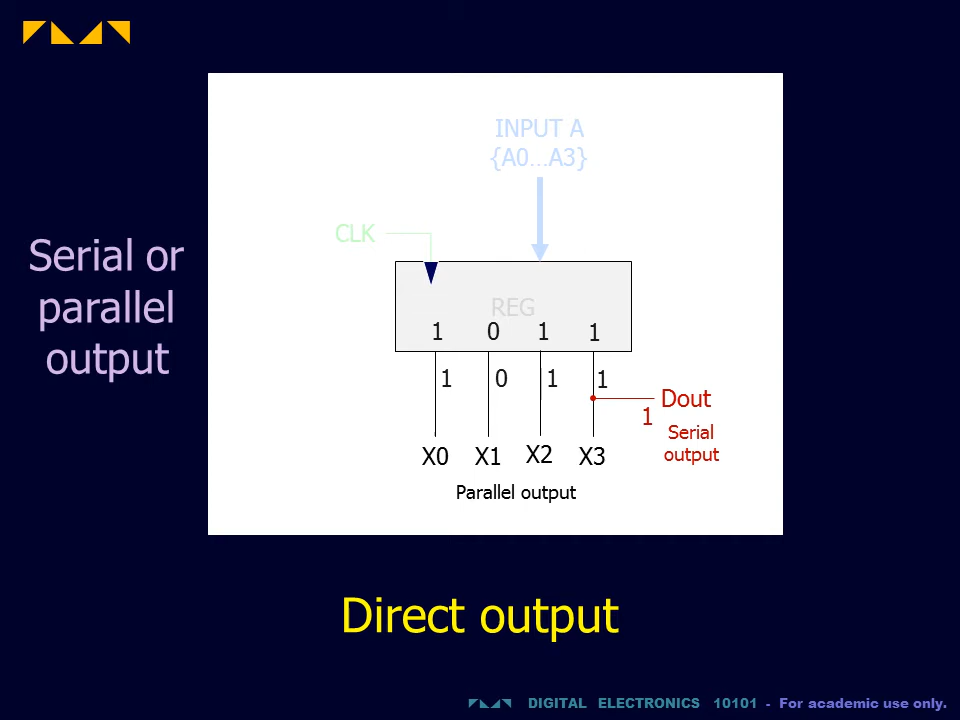 Serial or
parallel
output
INPUT A
{A0...A3}
CLK
REG
1 0 1 1
1 0 1 1
Dout
1
Serial
output
X0 X1 X2 X3
Parallel output
Direct output
DIGITAL ELECTRONICS 10101 - For academic use only.